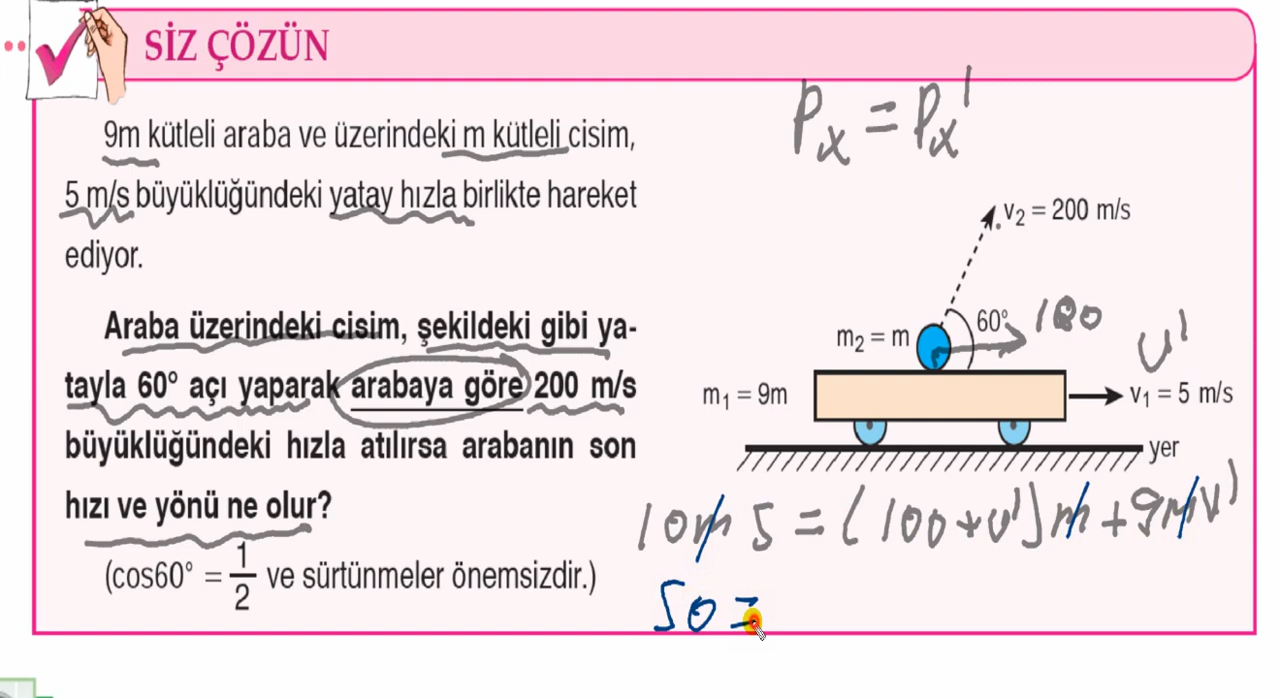 SİZ ÇÖZÜN
9m kütleli araba ve üzerindeki m kütleli cisim,
5 m/s büyüklüğündeki yatay hızla birlikte hareket
ediyor.
Araba üzerindeki cisim, şekildeki gibi ya-
tayla 60° açı yaparak arabaya göre 200 m/s
büyüklüğündeki hızla atılırsa arabanın son
hızı ve yönü ne olur?
(cos60° = 1/2 ve sürtünmeler önemsizdir.)
Px = Px'
v₂ = 200 m/s
60°
100
m₂ = m
υ'
m₁ = 9m
v₁ = 5 m/s
yer
10m 5 = (100+υ')m + 9mυ'
50 =